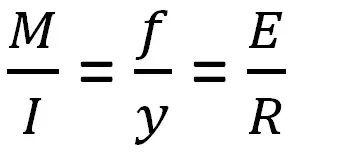 M/I = f/y = E/R